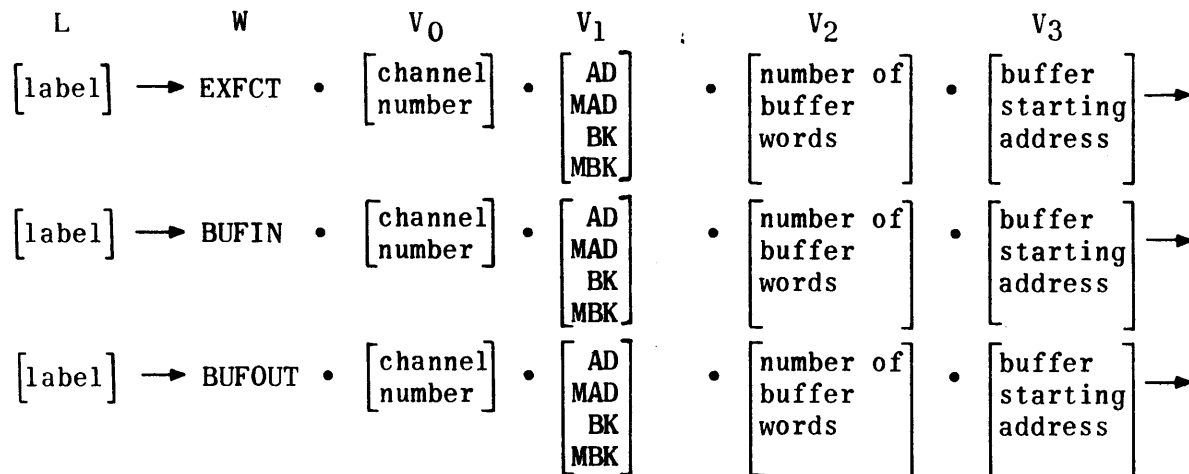 L W V0 V1 V2 V3
[label] → EXFCT • [channel • [AD • [number of • [buffer →
number] MAD buffer starting
BK words] address]
MBK]
[label] → BUFIN • [channel • [AD • [number of • [buffer →
number] MAD buffer starting
BK words] address]
MBK]
[label] → BUFOUT • [channel • [AD • [number of • [buffer →
number] MAD buffer starting
BK words] address]
MBK]